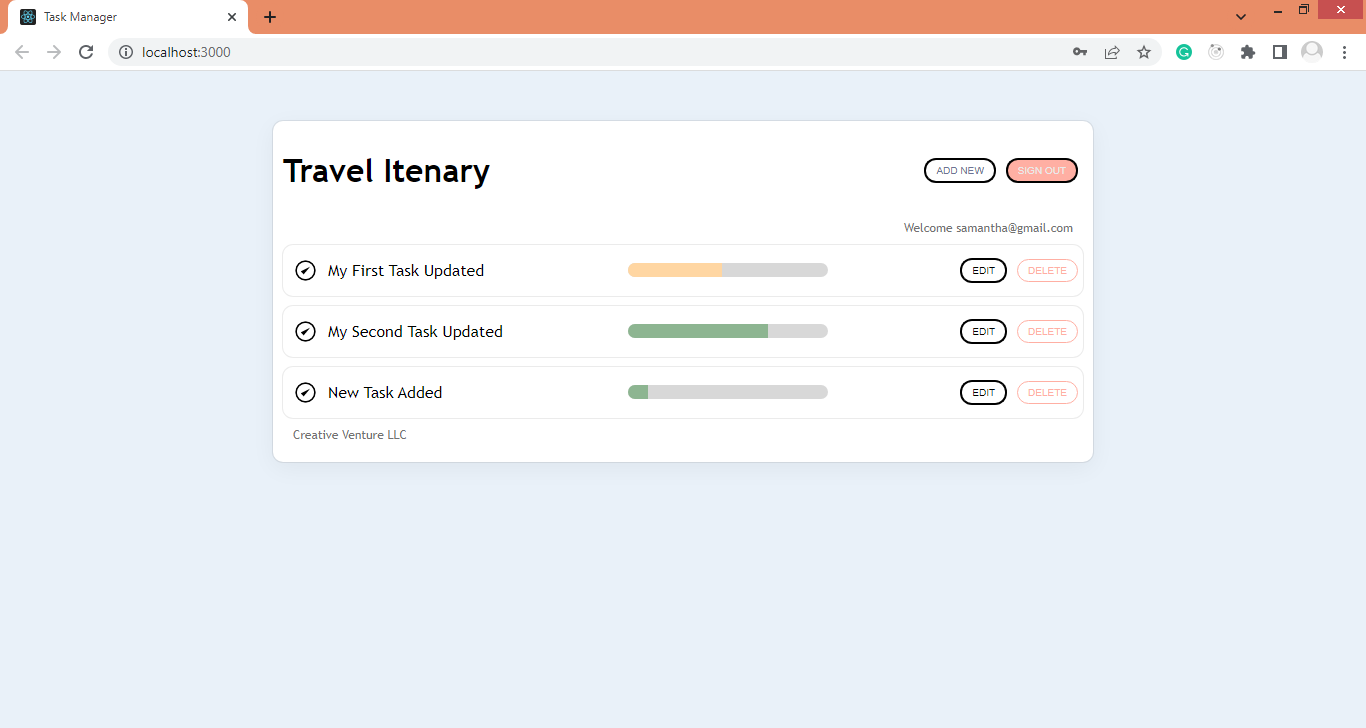 Task Manager
localhost:3000
Travel Itenary
ADD NEW
SIGN OUT
Welcome samantha@gmail.com
My First Task Updated
EDIT
DELETE
My Second Task Updated
EDIT
DELETE
New Task Added
EDIT
DELETE
Creative Venture LLC